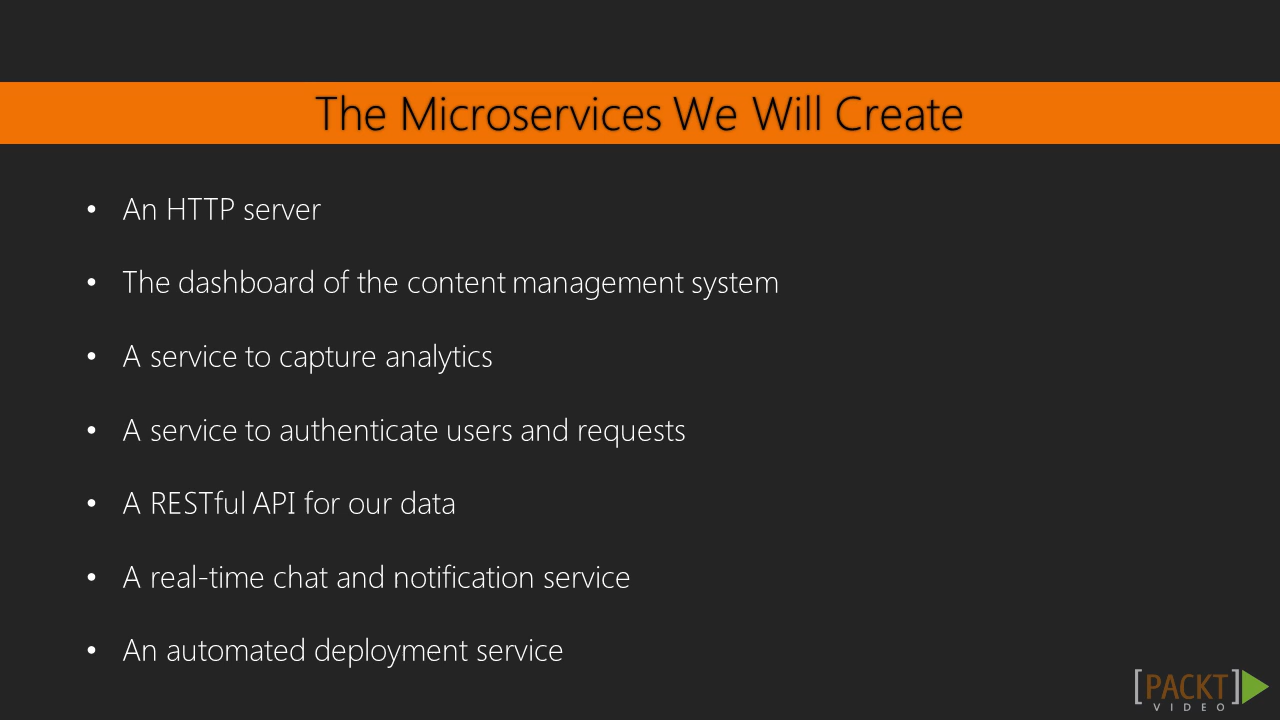 The Microservices We Will Create
• An HTTP server
• The dashboard of the content management system
• A service to capture analytics
• A service to authenticate users and requests
• A RESTful API for our data
• A real-time chat and notification service
• An automated deployment service
[PACKT]
VIDEO